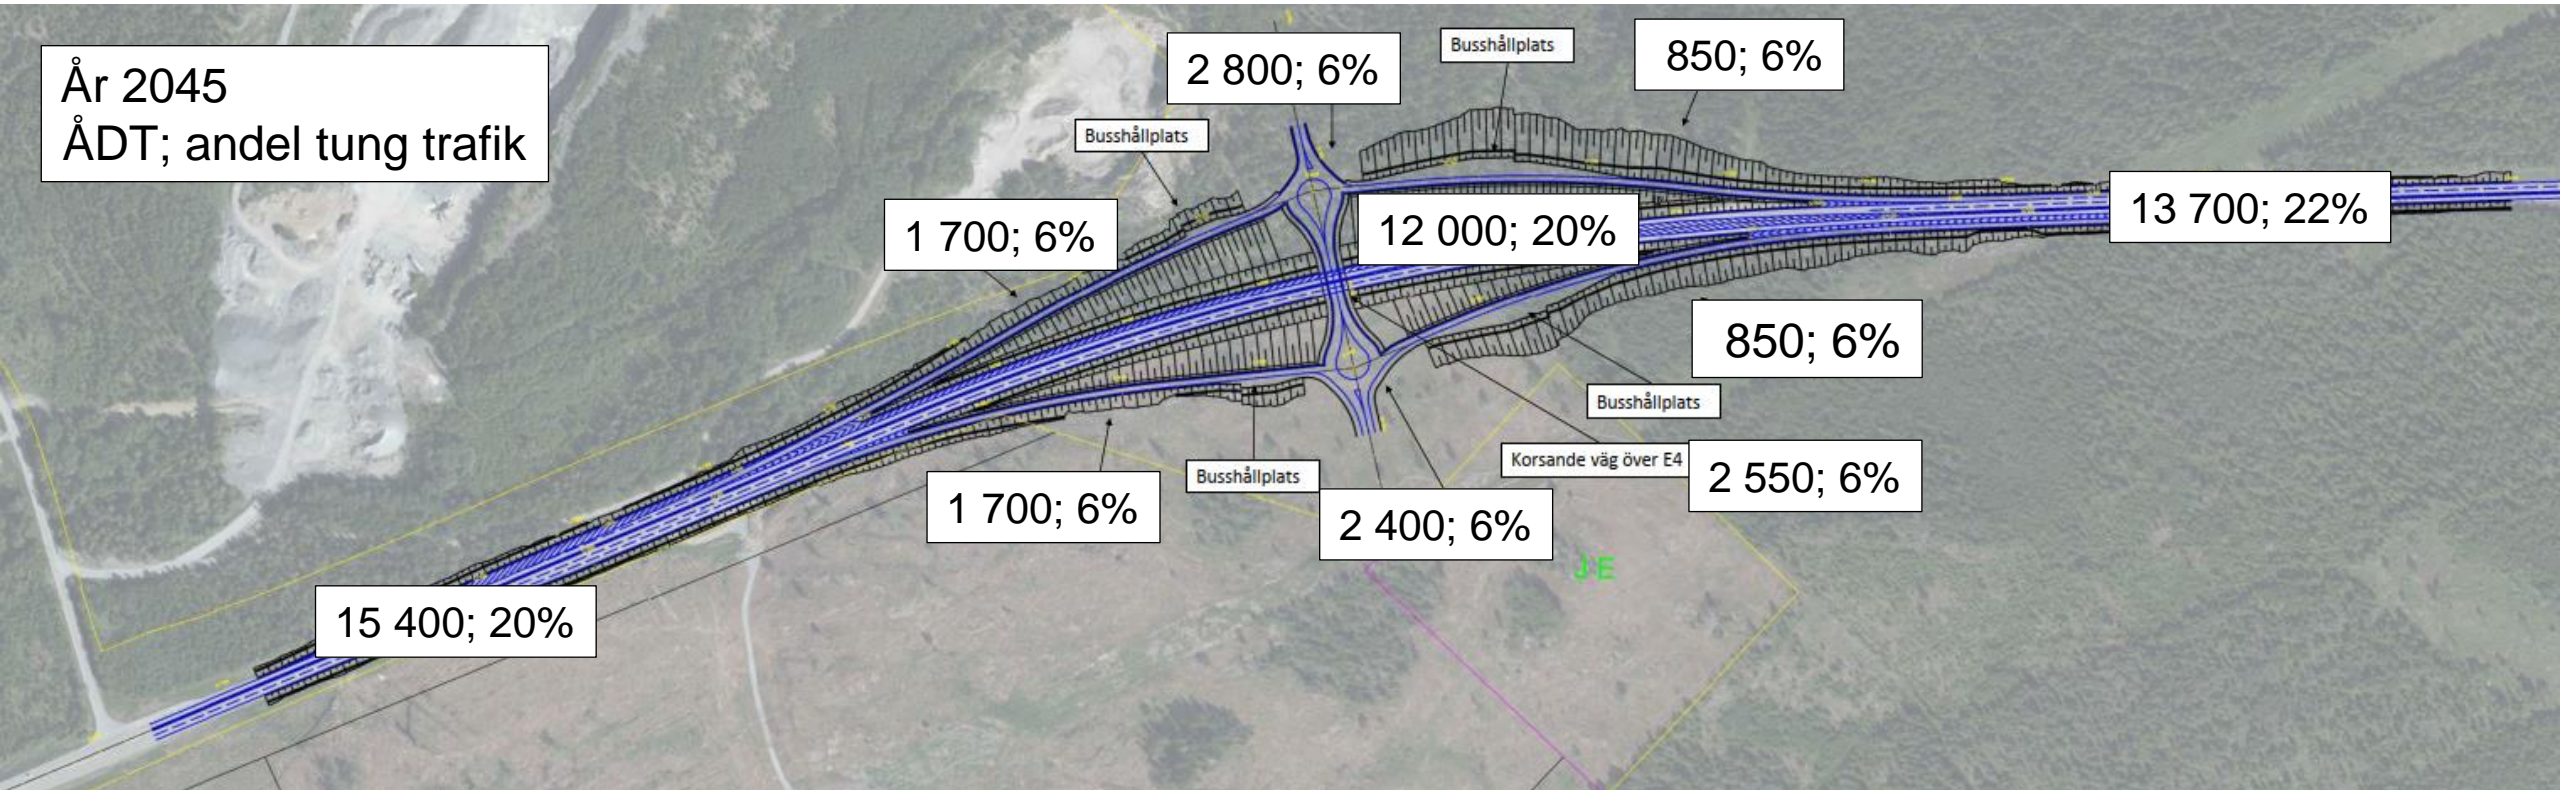 År 2045
ÅDT; andel tung trafik
2 800; 6%
Busshållplats
850; 6%
Busshållplats
1 700; 6%
12 000; 20%
13 700; 22%
850; 6%
Busshållplats
Korsande väg över E4
2 550; 6%
Busshållplats
1 700; 6%
2 400; 6%
J E
15 400; 20%